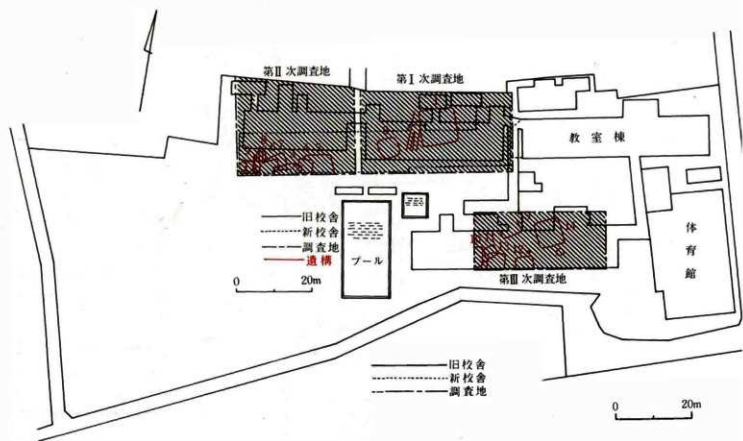 第Ⅱ次調査地
第Ⅰ次調査地
教室棟
旧校舎
新校舎
調査地
遺構
0 20m
プール
体育館
第Ⅲ次調査地
旧校舎
新校舎
調査地
0 20m